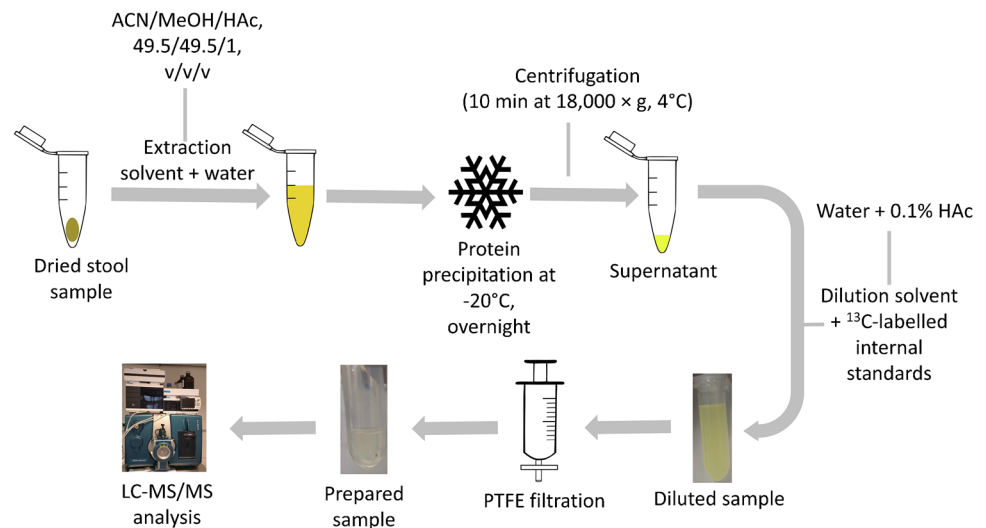 ACN/MeOH/HAc,
49.5/49.5/1,
v/v/v
Extraction
solvent + water
Dried stool
sample
Protein
precipitation at
-20°C,
overnight
Centrifugation
(10 min at 18,000 × g, 4°C)
Supernatant
Water + 0.1% HAc
Dilution solvent
+ ¹³C-labelled
internal
standards
Diluted sample
PTFE filtration
Prepared
sample
LC-MS/MS
analysis